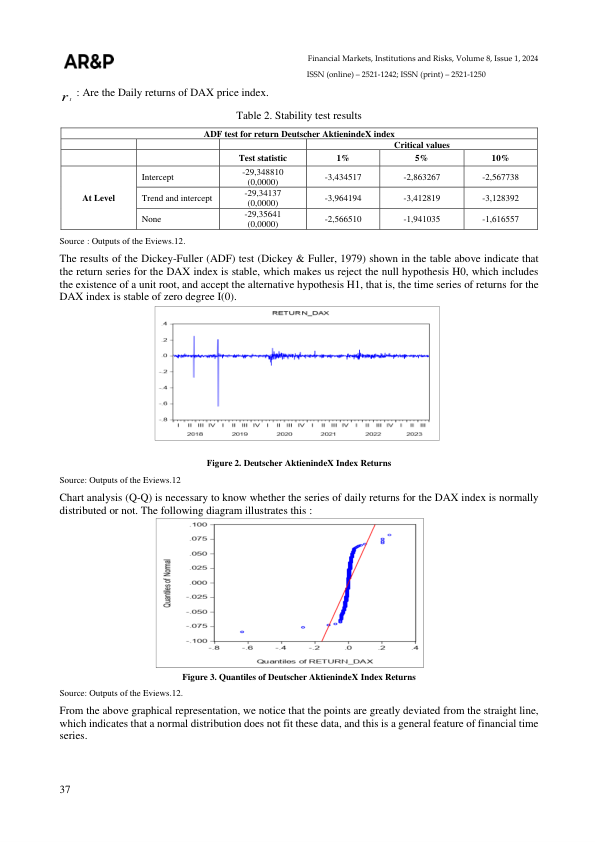 AR&P
Financial Markets, Institutions and Risks, Volume 8, Issue 1, 2024
ISSN (online) – 2521-1242; ISSN (print) – 2521-1250
r t : Are the Daily returns of DAX price index.
Table 2. Stability test results
ADF test for return Deutscher AktienindeX index
Critical values
Test statistic 1% 5% 10%
At Level
Intercept -29,348810 (0,0000) -3,434517 -2,863267 -2,567738
Trend and intercept -29,34137 (0,0000) -3,964194 -3,412819 -3,128392
None -29,35641 (0,0000) -2,566510 -1,941035 -1,616557
Source : Outputs of the Eviews.12.
The results of the Dickey-Fuller (ADF) test (Dickey & Fuller, 1979) shown in the table above indicate that
the return series for the DAX index is stable, which makes us reject the null hypothesis H0, which includes
the existence of a unit root, and accept the alternative hypothesis H1, that is, the time series of returns for the
DAX index is stable of zero degree I(0).
RETURN_DAX
.4
.2
.0
-.2
-.4
-.6
-.8
I II III IV I II III IV I II III IV I II III IV I II III IV I II III
2018 2019 2020 2021 2022 2023
Figure 2. Deutscher AktienindeX Index Returns
Source: Outputs of the Eviews.12
Chart analysis (Q-Q) is necessary to know whether the series of daily returns for the DAX index is normally
distributed or not. The following diagram illustrates this :
Quantiles of Normal
.100
.075
.050
.025
.000
-.025
-.050
-.075
-.100
-.8 -.6 -.4 -.2 .0 .2 .4
Quantiles of RETURN_DAX
Figure 3. Quantiles of Deutscher AktienindeX Index Returns
Source: Outputs of the Eviews.12.
From the above graphical representation, we notice that the points are greatly deviated from the straight line,
which indicates that a normal distribution does not fit these data, and this is a general feature of financial time
series.
37